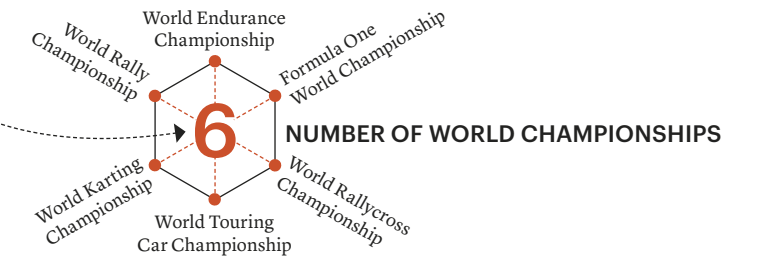 World Endurance
Championship
Formula One
World Championship
World Rally
Championship
6
NUMBER OF WORLD CHAMPIONSHIPS
World Karting
Championship
World Rallycross
Championship
World Touring
Car Championship